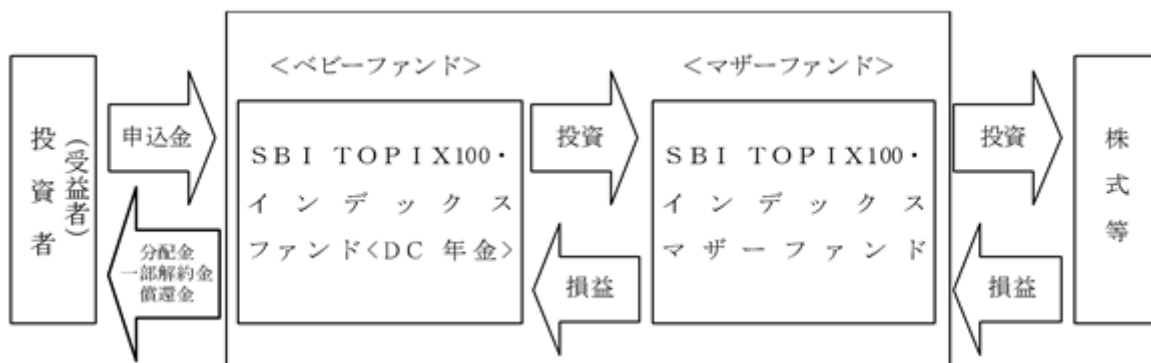 投資者
(受益者)
申込金
分配金
一部解約金
償還金
＜ベビーファンド＞
ＳＢＩ ＴＯＰＩＸ100・
インデックス
ファンド<ＤＣ 年金>
投資
損益
＜マザーファンド＞
ＳＢＩ ＴＯＰＩＸ100・
インデックス
マザーファンド
投資
損益
株式等